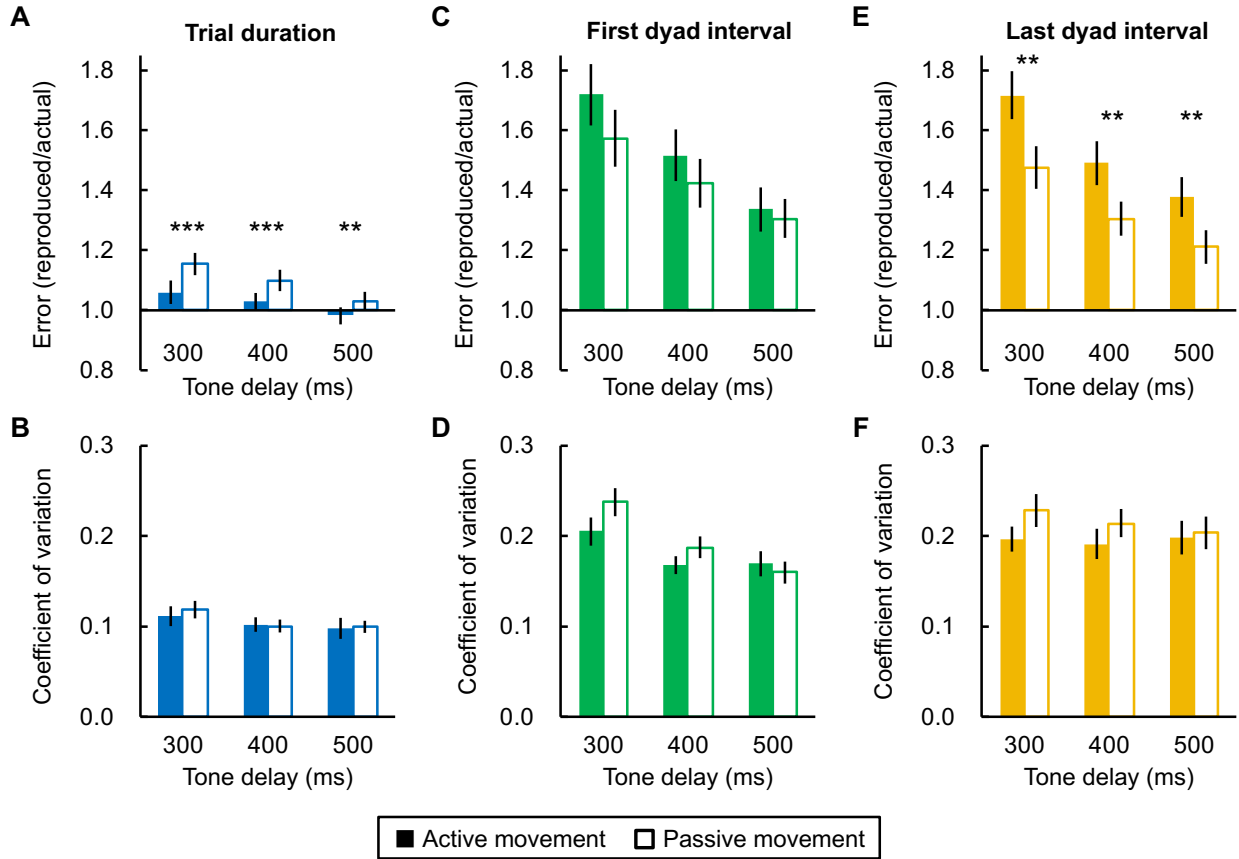 A
Trial duration
Error (reproduced/actual)
1.8
1.6
1.4
1.2
1.0
0.8
***
***
**
300 400 500
Tone delay (ms)
C
First dyad interval
Error (reproduced/actual)
1.8
1.6
1.4
1.2
1.0
0.8
300 400 500
Tone delay (ms)
E
Last dyad interval
Error (reproduced/actual)
1.8
1.6
1.4
1.2
1.0
0.8
**
**
**
300 400 500
Tone delay (ms)
B
Coefficient of variation
0.3
0.2
0.1
0.0
300 400 500
Tone delay (ms)
D
Coefficient of variation
0.3
0.2
0.1
0.0
300 400 500
Tone delay (ms)
F
Coefficient of variation
0.3
0.2
0.1
0.0
300 400 500
Tone delay (ms)
Active movement Passive movement